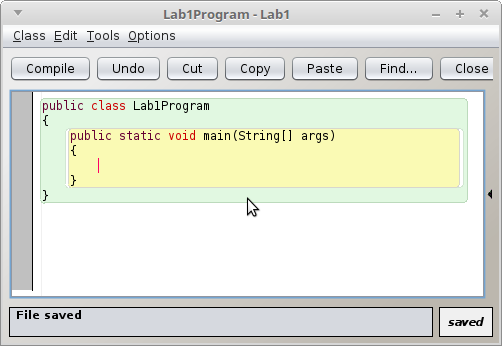 Lab1Program - Lab1
Class Edit Tools Options
Compile Undo Cut Copy Paste Find... Close
public class Lab1Program
{
public static void main(String[] args)
{
}
}
File saved
saved